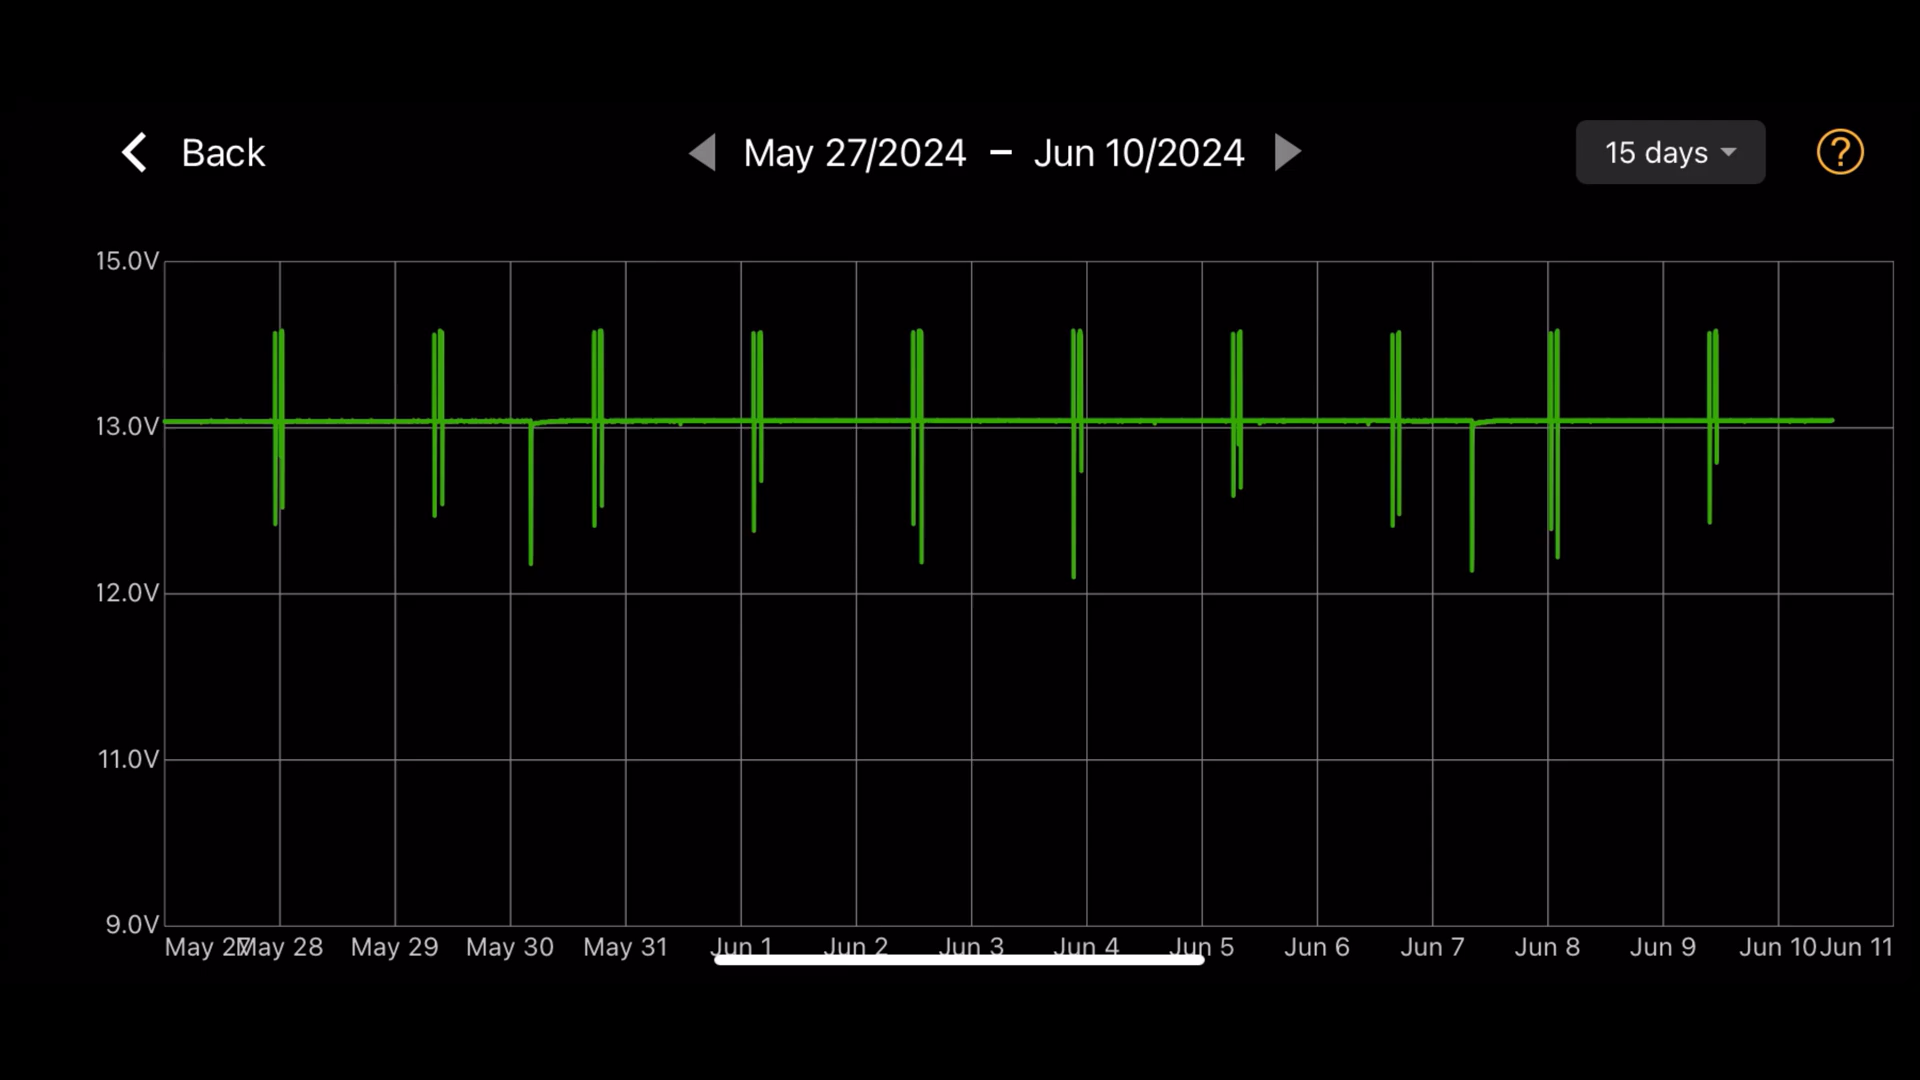 Back
May 27/2024 – Jun 10/2024
15 days
?
15.0V
13.0V
12.0V
11.0V
9.0V
May 27 May 28 May 29 May 30 May 31 Jun 1 Jun 2 Jun 3 Jun 4 Jun 5 Jun 6 Jun 7 Jun 8 Jun 9 Jun 10 Jun 11